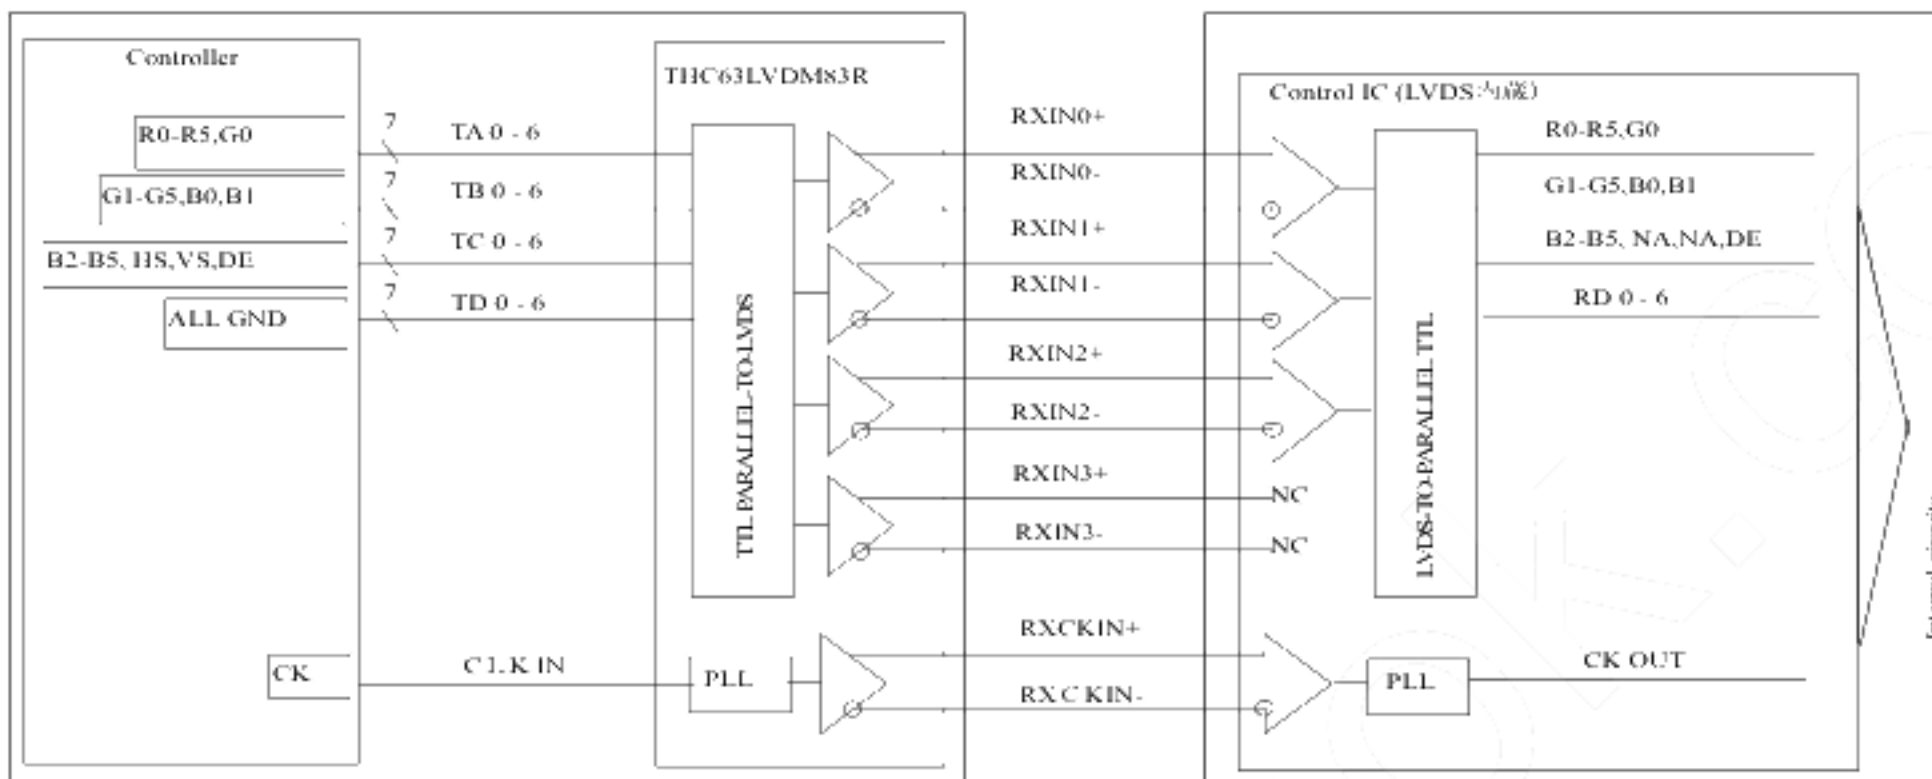 Controller
R0-R5,G0
G1-G5,B0,B1
B2-B5, HS,VS,DE
ALL GND
CK
7
TA 0 - 6
7
TB 0 - 6
7
TC 0 - 6
7
TD 0 - 6
CLK IN
THC63LVDM83R
TTL PARALLEL-TO-LVDS
PLL
RXIN0+
RXIN0-
RXIN1+
RXIN1-
RXIN2+
RXIN2-
RXIN3+
RXIN3-
RXCKIN+
RXCKIN-
Control IC (LVDS
NC
NC
LVDS-TO-PARALLEL TTL
PLL
R0-R5,G0
G1-G5,B0,B1
B2-B5, NA,NA,DE
RD 0 - 6
CK OUT